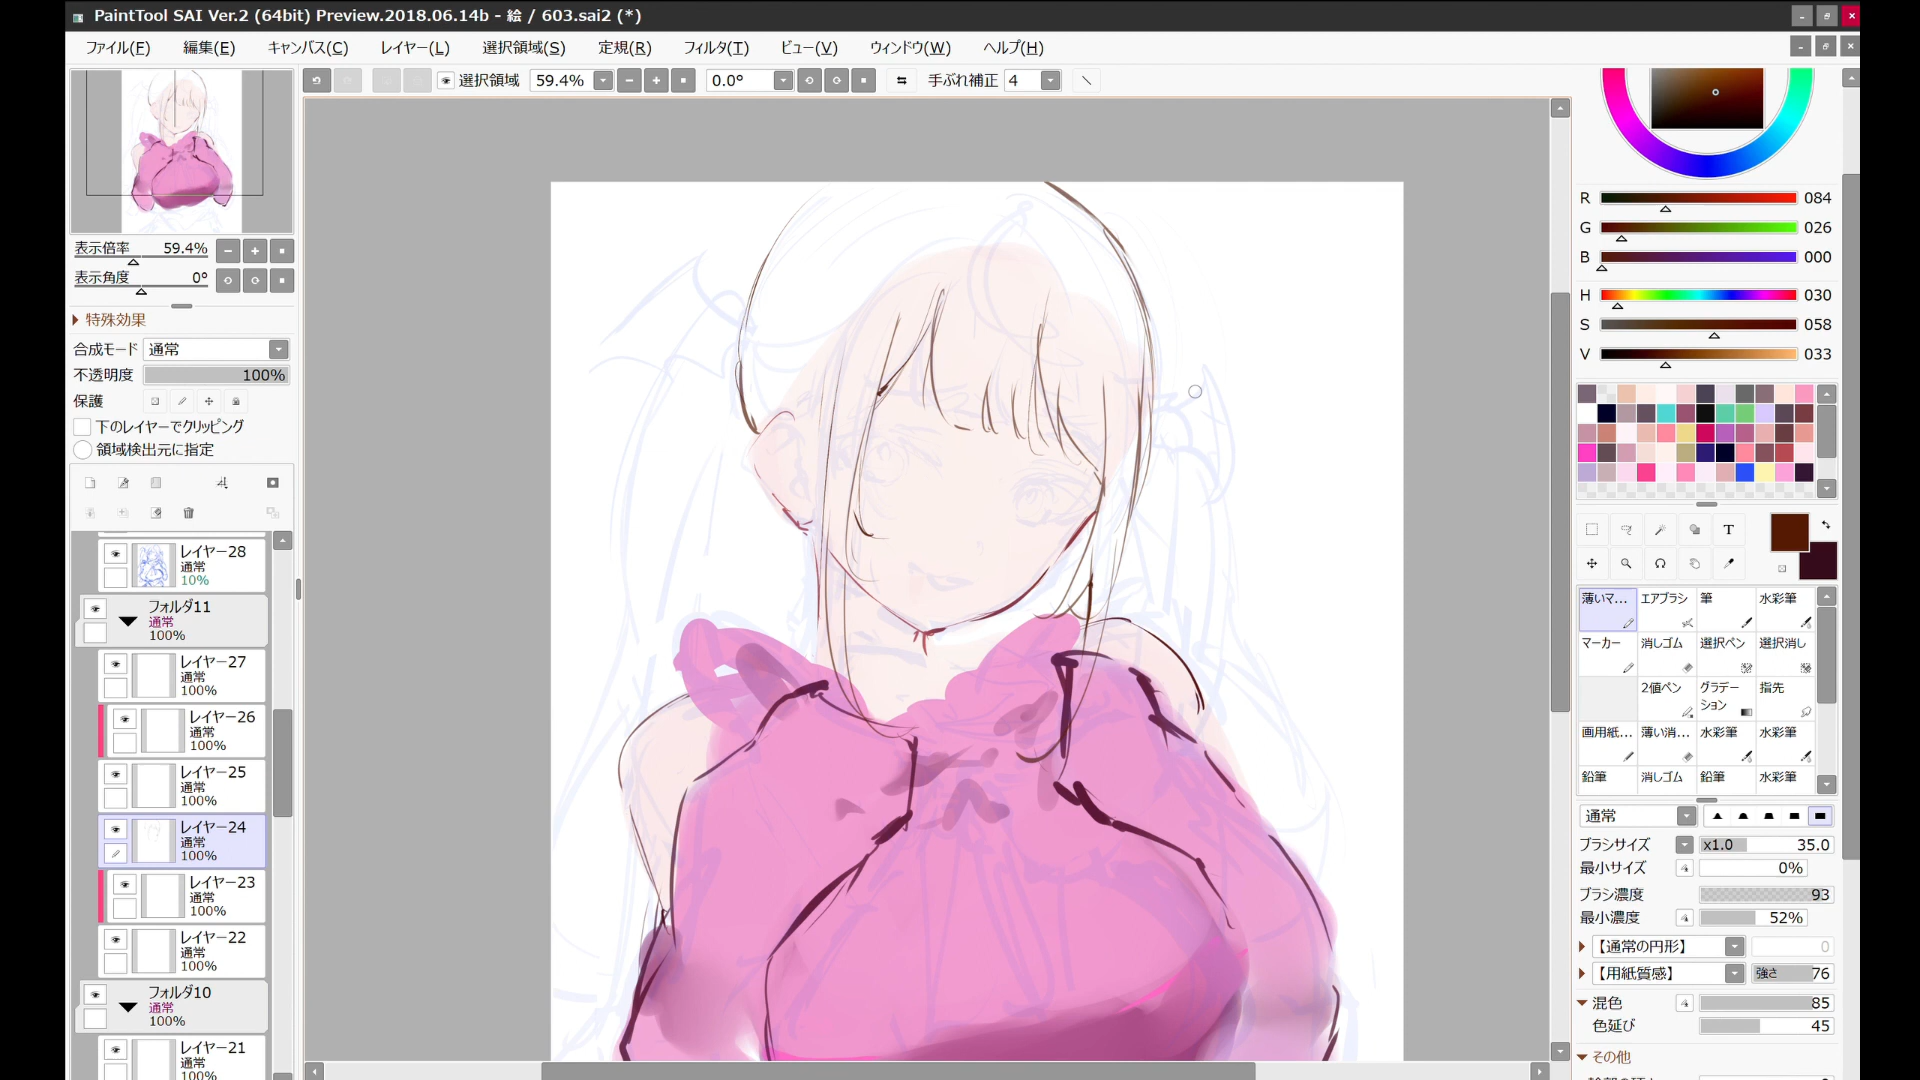 PaintTool SAI Ver.2 (64bit) Preview.2018.06.14b - 絵 / 603.sai2 (*)
ファイル(F) 編集(E) キャンバス(C) レイヤー(L) 選択領域(S) 定規(R) フィルタ(T) ビュー(V) ウィンドウ(W) ヘルプ(H)
選択領域 59.4% 0.0° 手ぶれ補正 4
表示倍率 59.4%
表示角度 0°
特殊効果
合成モード 通常
不透明度 100%
保護
下のレイヤーでクリッピング
領域検出元に指定
レイヤー28
通常
10%
フォルダ11
通常
100%
レイヤー27
通常
100%
レイヤー26
通常
100%
レイヤー25
通常
100%
レイヤー24
通常
100%
レイヤー23
通常
100%
レイヤー22
通常
100%
フォルダ10
通常
100%
レイヤー21
通常
100%
R 084
G 026
B 000
H 030
S 058
V 033
T
薄いマ... エアブラシ 筆 水彩筆
マーカー 消しゴム 選択ペン 選択消し
2値ペン グラデーション 指先
画用紙... 薄い消... 水彩筆 水彩筆
鉛筆 消しゴム 鉛筆 水彩筆
通常
ブラシサイズ x1.0 35.0
最小サイズ 0%
ブラシ濃度 93
最小濃度 52%
【通常の円形】 0
【用紙質感】 強さ 76
混色 85
色延び 45
その他